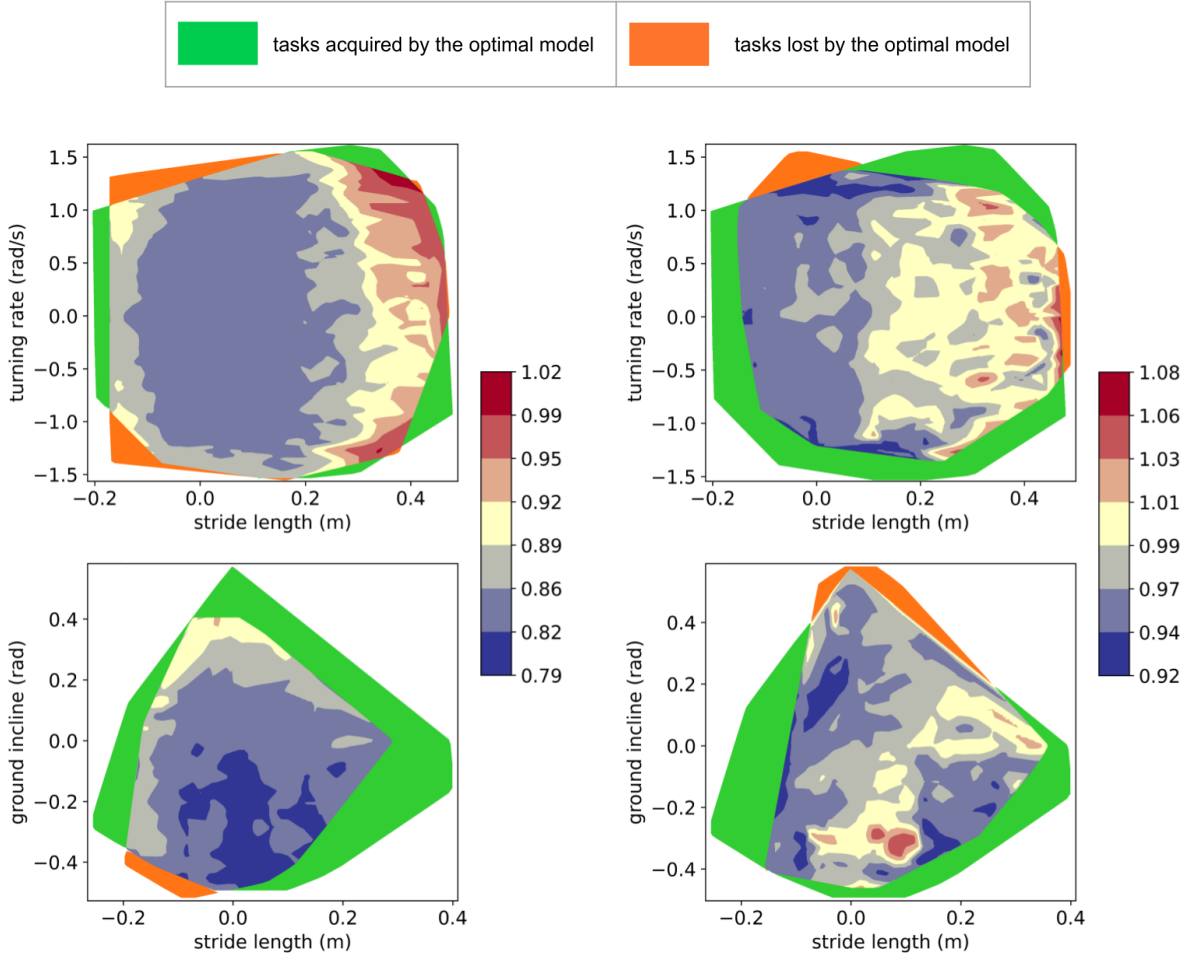 tasks acquired by the optimal model
tasks lost by the optimal model
1.5
1.0
0.5
0.0
−0.5
−1.0
−1.5
turning rate (rad/s)
−0.2 0.0 0.2 0.4
stride length (m)
1.5
1.0
0.5
0.0
−0.5
−1.0
−1.5
turning rate (rad/s)
−0.2 0.0 0.2 0.4
stride length (m)
1.02
0.99
0.95
0.92
0.89
0.86
0.82
0.79
1.08
1.06
1.03
1.01
0.99
0.97
0.94
0.92
0.4
0.2
0.0
−0.2
−0.4
ground incline (rad)
−0.2 0.0 0.2 0.4
stride length (m)
0.4
0.2
0.0
−0.2
−0.4
ground incline (rad)
−0.2 0.0 0.2 0.4
stride length (m)